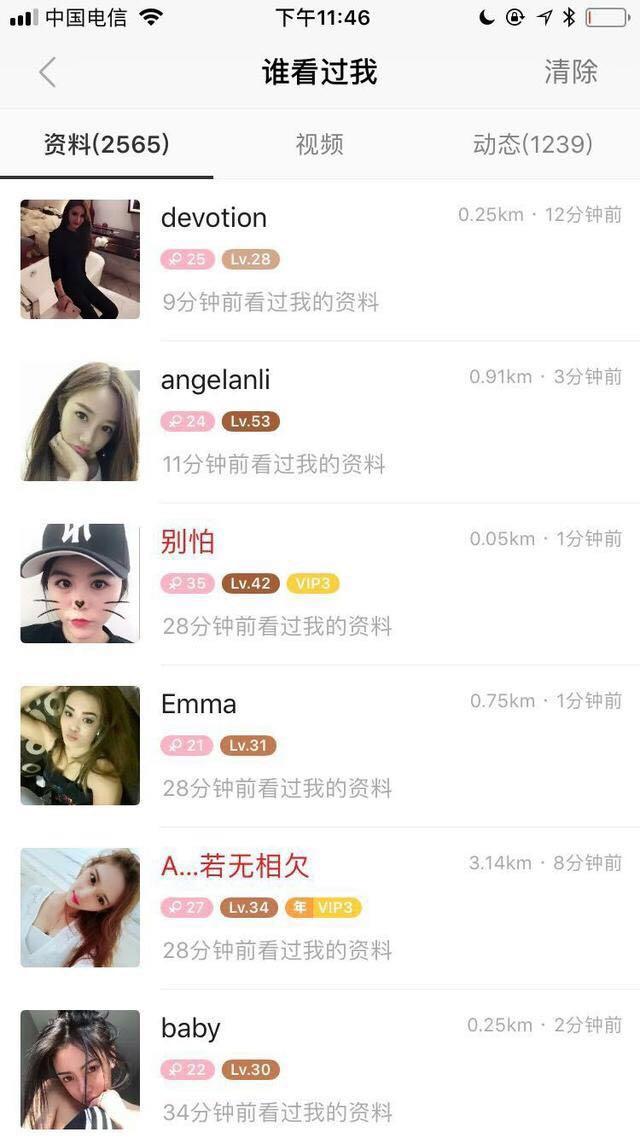 中国电信 下午11:46
谁看过我 清除
资料(2565) 视频 动态(1239)
devotion 0.25km · 12分钟前
25 Lv.28
9分钟前看过我的资料
angelanli 0.91km · 3分钟前
24 Lv.53
11分钟前看过我的资料
别怕 0.05km · 1分钟前
35 Lv.42 VIP3
28分钟前看过我的资料
Emma 0.75km · 1分钟前
21 Lv.31
28分钟前看过我的资料
A...若无相欠 3.14km · 8分钟前
27 Lv.34 年 VIP3
28分钟前看过我的资料
baby 0.25km · 2分钟前
22 Lv.30
34分钟前看过我的资料